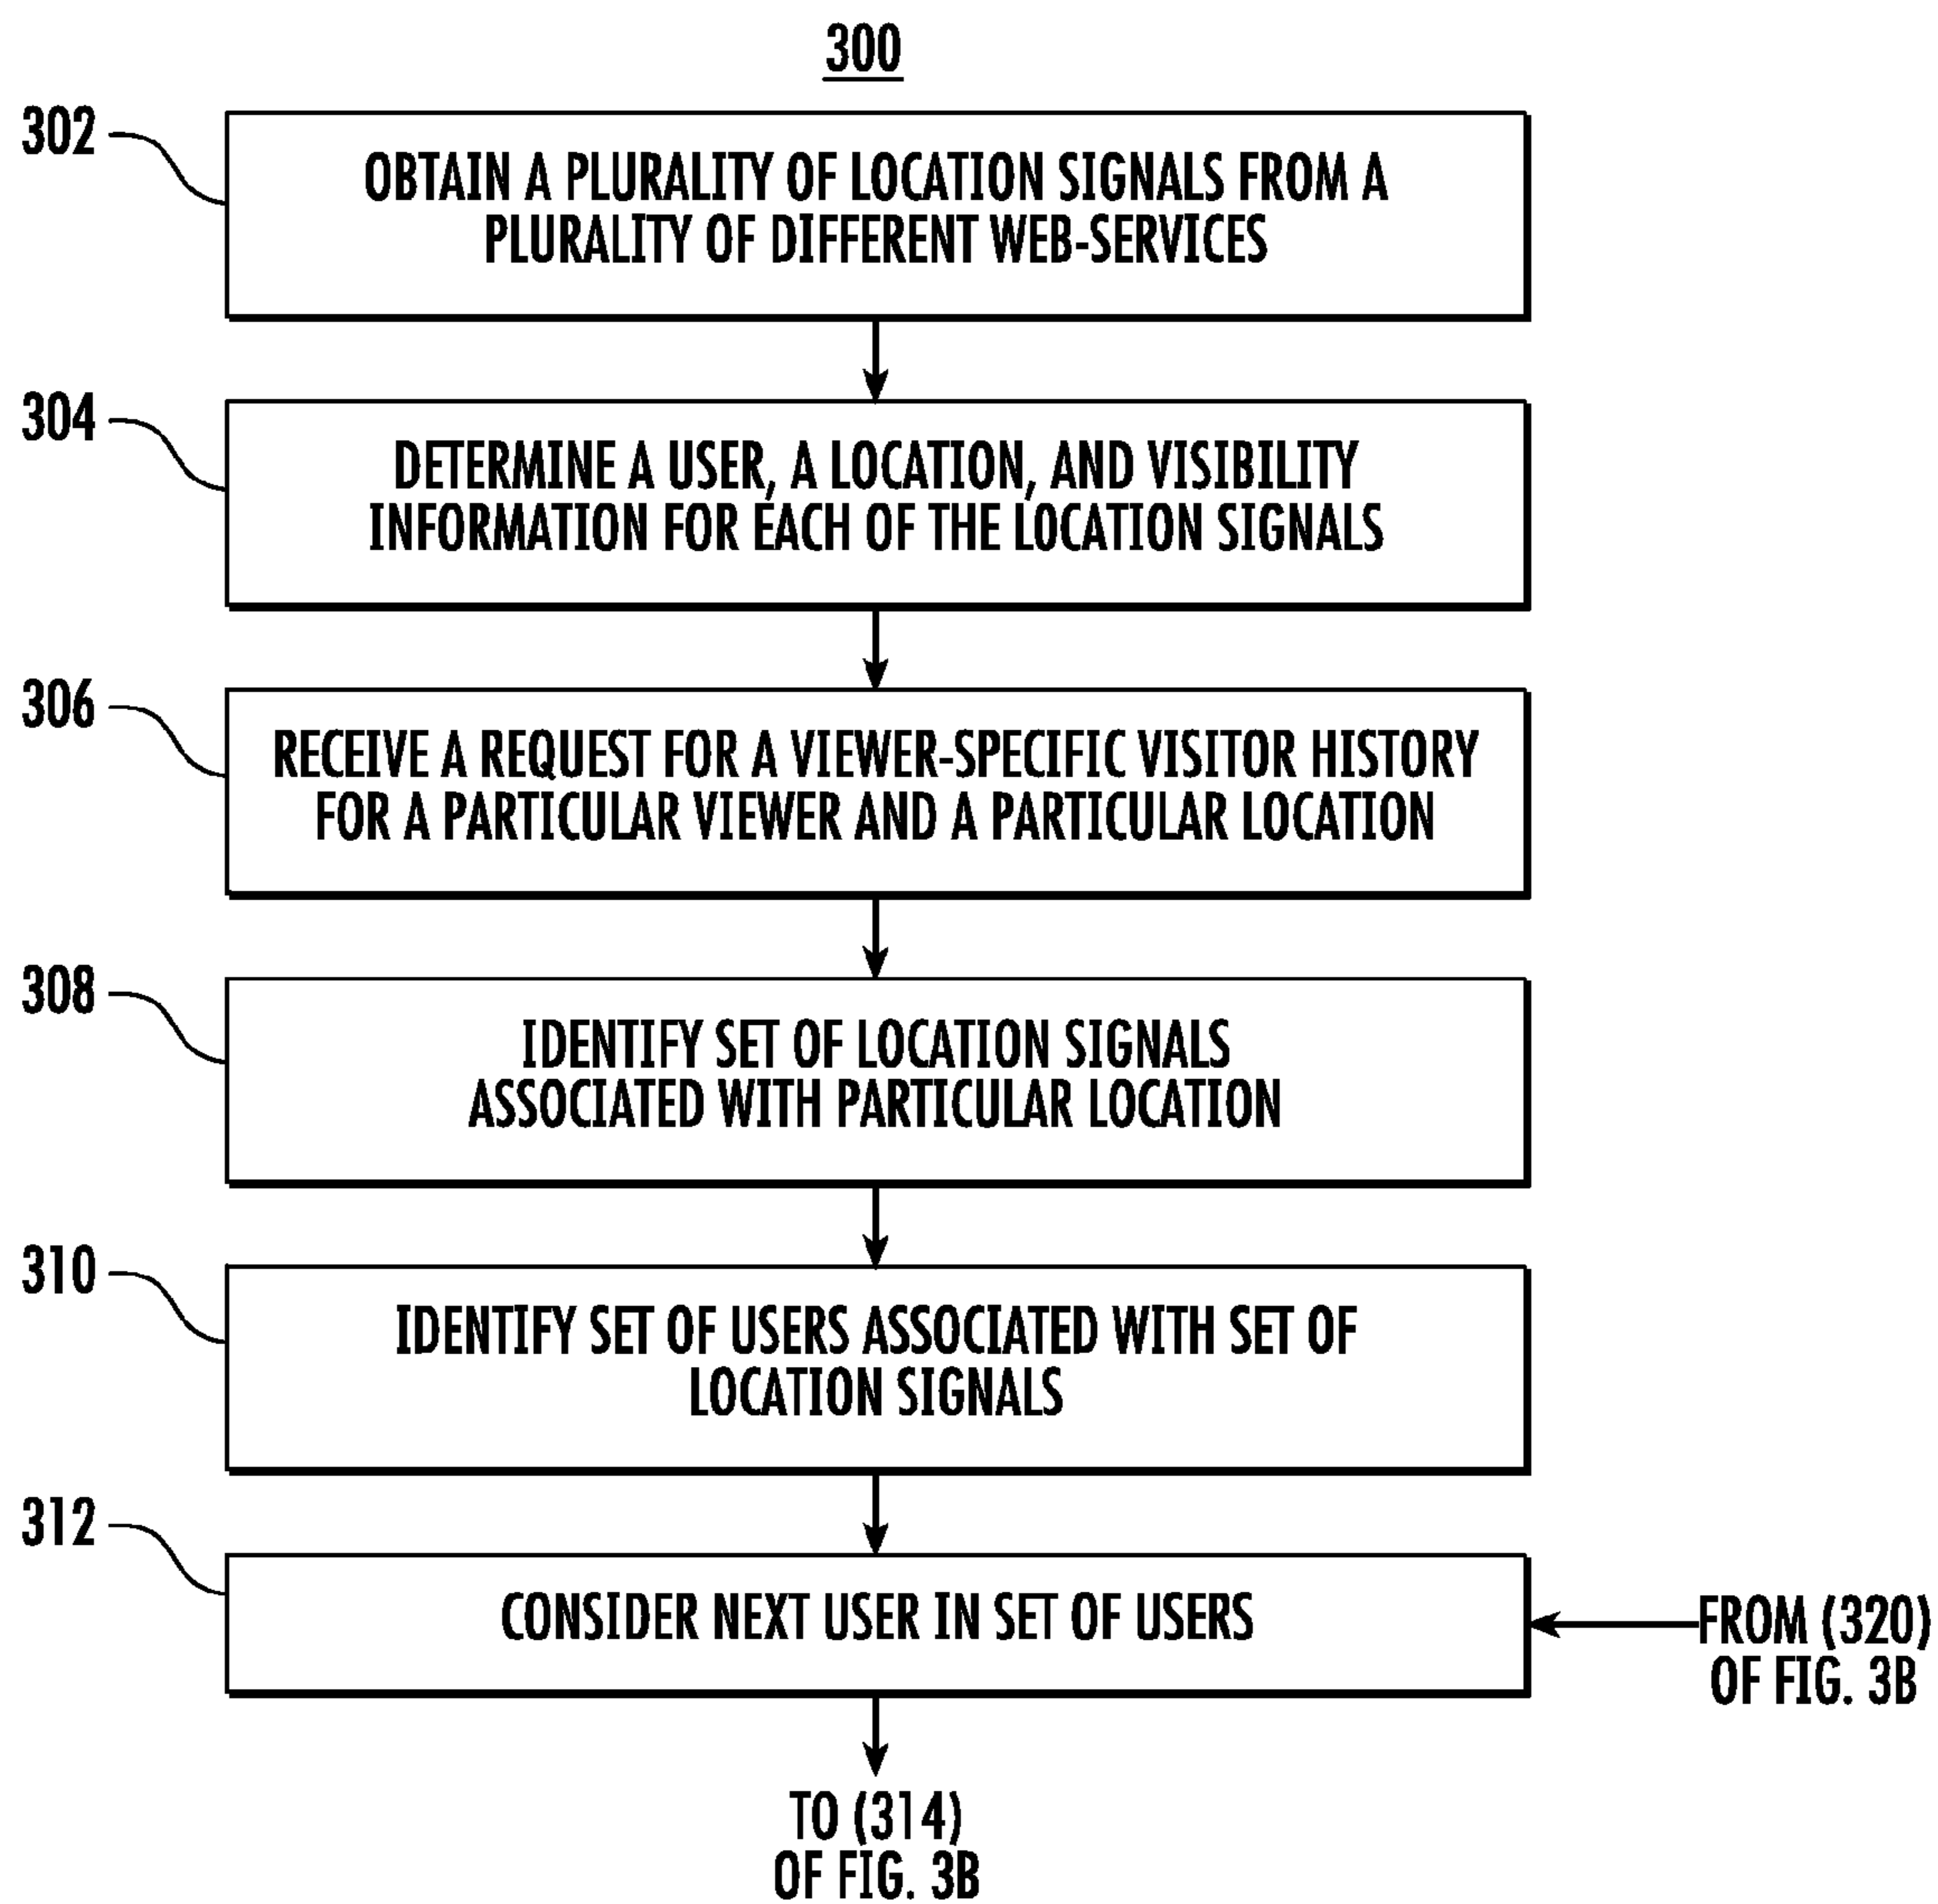 300
302
OBTAIN A PLURALITY OF LOCATION SIGNALS FROM A
PLURALITY OF DIFFERENT WEB-SERVICES
304
DETERMINE A USER, A LOCATION, AND VISIBILITY
INFORMATION FOR EACH OF THE LOCATION SIGNALS
306
RECEIVE A REQUEST FOR A VIEWER-SPECIFIC VISITOR HISTORY
FOR A PARTICULAR VIEWER AND A PARTICULAR LOCATION
308
IDENTIFY SET OF LOCATION SIGNALS
ASSOCIATED WITH PARTICULAR LOCATION
310
IDENTIFY SET OF USERS ASSOCIATED WITH SET OF
LOCATION SIGNALS
312
CONSIDER NEXT USER IN SET OF USERS
FROM (320)
OF FIG. 3B
TO (314)
OF FIG. 3B